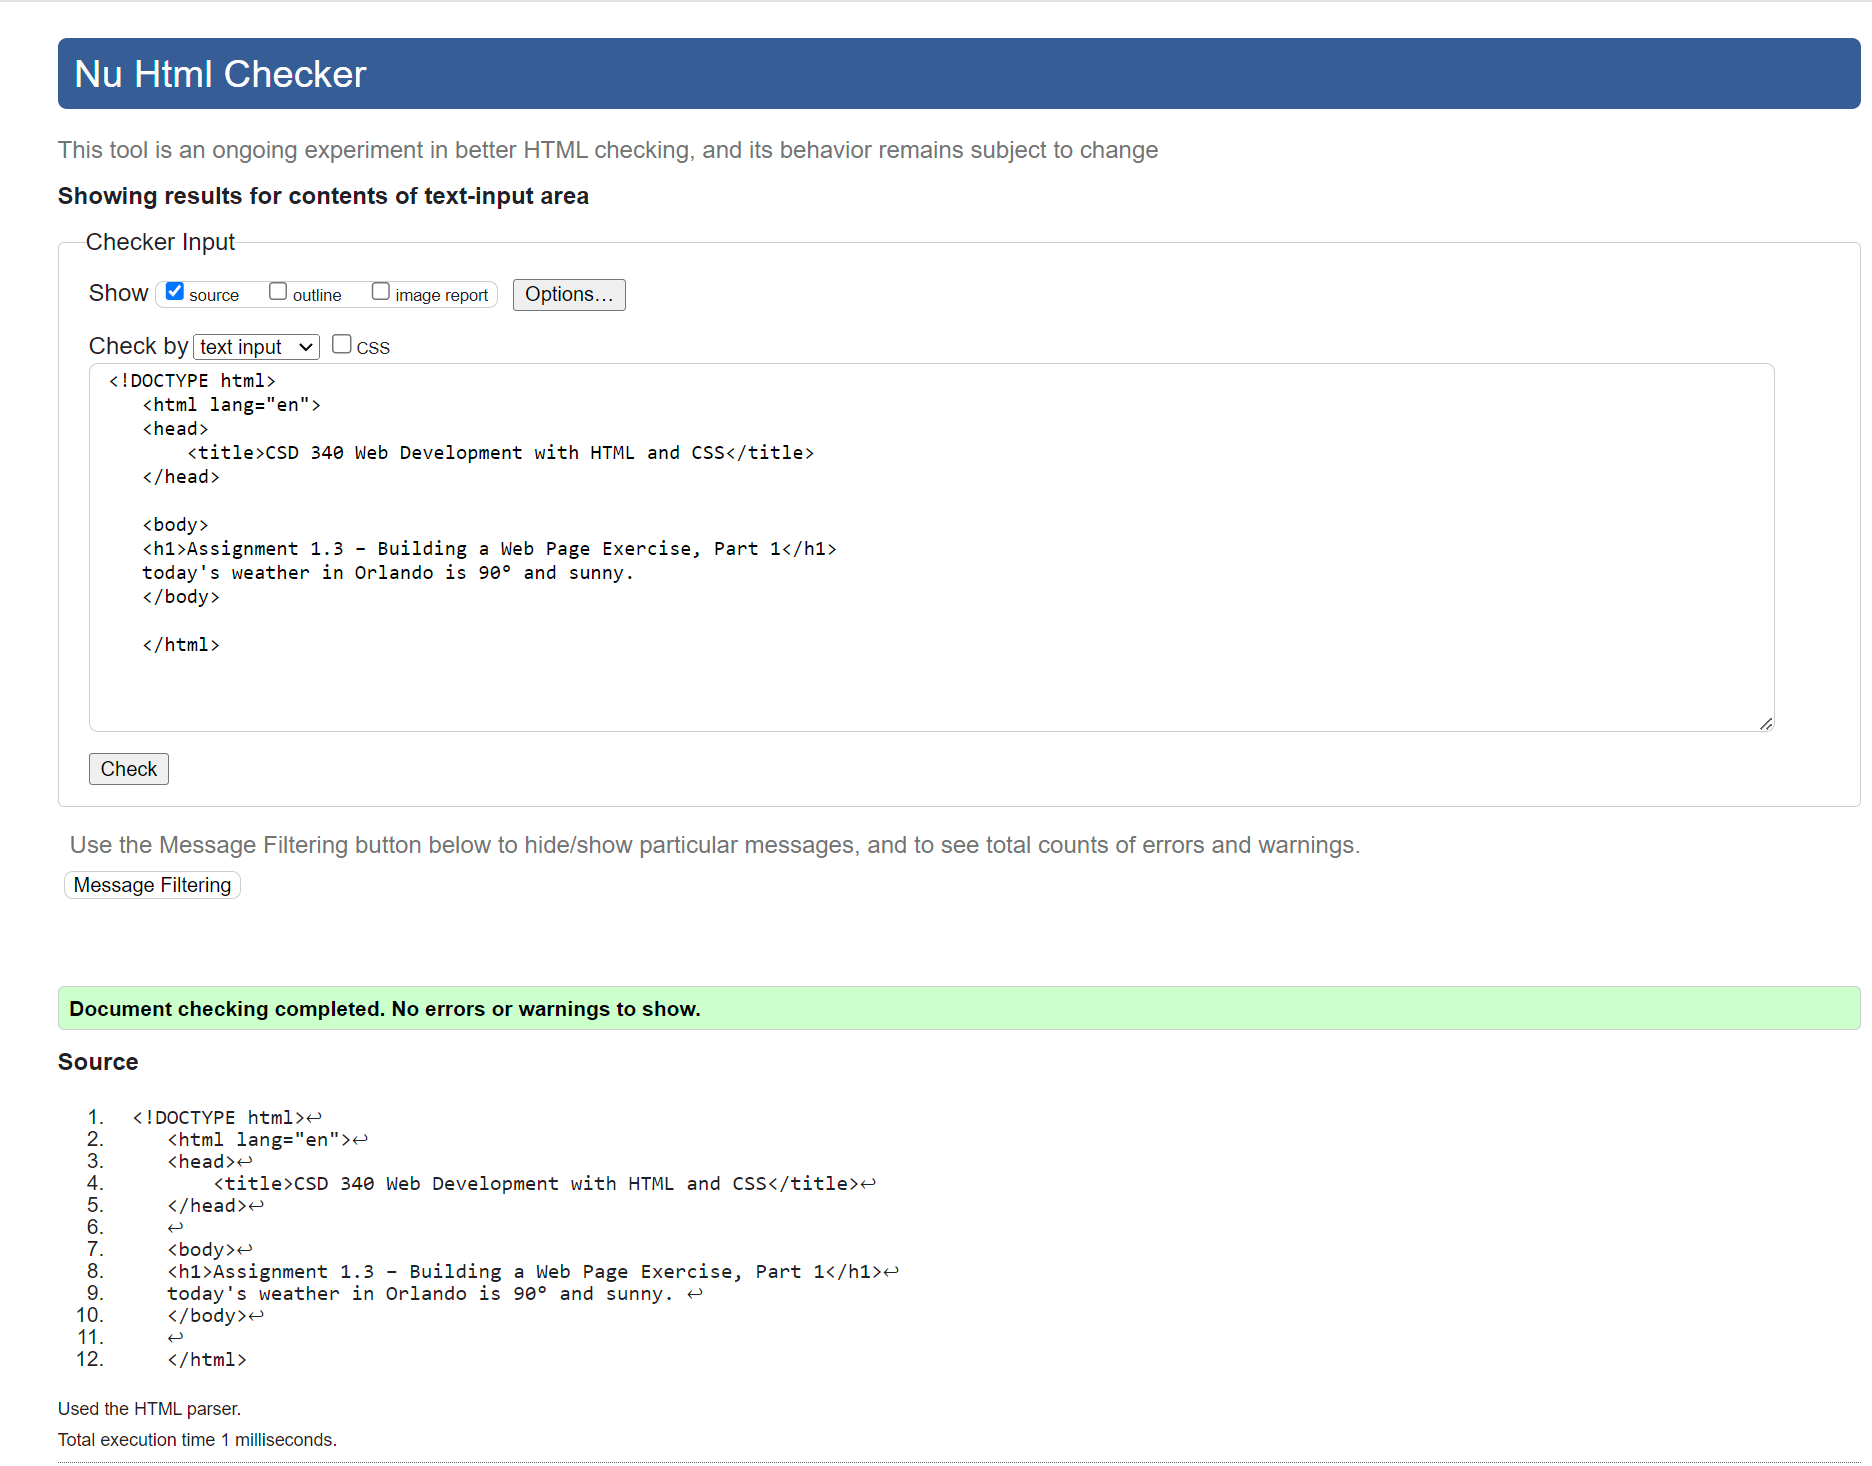 Nu Html Checker
This tool is an ongoing experiment in better HTML checking, and its behavior remains subject to change
Showing results for contents of text-input area
Checker Input
Show source outline image report Options...
Check by text input CSS
<!DOCTYPE html>
<html lang="en">
<head>
<title>CSD 340 Web Development with HTML and CSS</title>
</head>
<body>
<h1>Assignment 1.3 – Building a Web Page Exercise, Part 1</h1>
today's weather in Orlando is 90° and sunny.
</body>
</html>
Check
Use the Message Filtering button below to hide/show particular messages, and to see total counts of errors and warnings.
Message Filtering
Document checking completed. No errors or warnings to show.
Source
1. <!DOCTYPE html>↩
2. <html lang="en">↩
3. <head>↩
4. <title>CSD 340 Web Development with HTML and CSS</title>↩
5. </head>↩
6. ↩
7. <body>↩
8. <h1>Assignment 1.3 – Building a Web Page Exercise, Part 1</h1>↩
9. today's weather in Orlando is 90° and sunny. ↩
10. </body>↩
11. ↩
12. </html>
Used the HTML parser.
Total execution time 1 milliseconds.